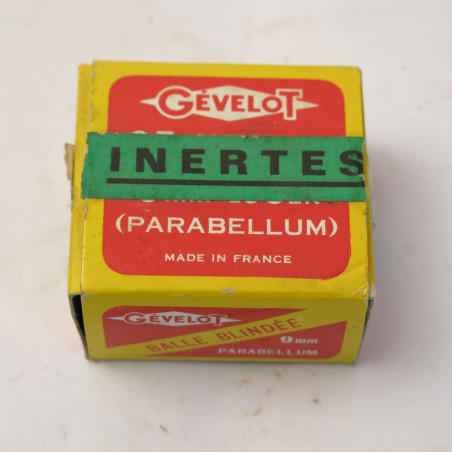 GÉVELOT
INERTES
(PARABELLUM)
MADE IN FRANCE
GÉVELOT
BALLE BLINDÉE
9mm
PARABELLUM